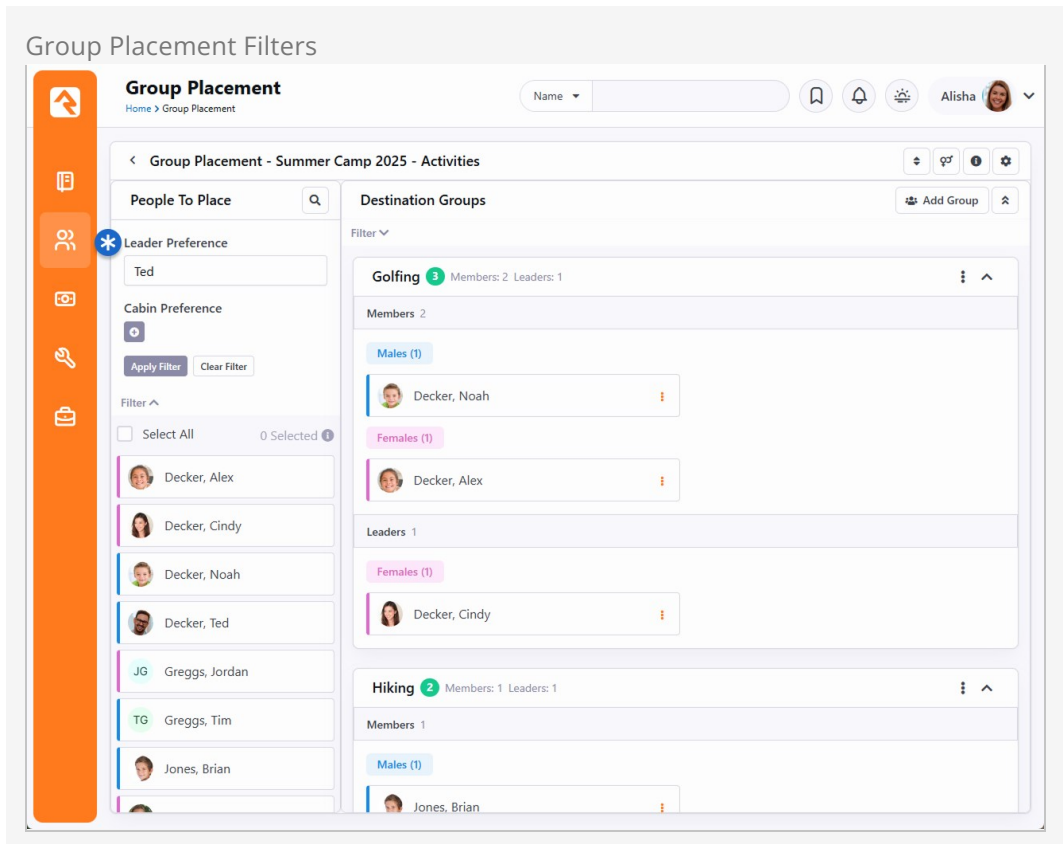 Group Placement Filters
Group Placement
Home > Group Placement
Name
Alisha
Group Placement - Summer Camp 2025 - Activities
People To Place
Destination Groups
Add Group
Leader Preference
Ted
Cabin Preference
Apply Filter
Clear Filter
Filter
Select All
0 Selected
Decker, Alex
Decker, Cindy
Decker, Noah
Decker, Ted
JG Greggs, Jordan
TG Greggs, Tim
Jones, Brian
Filter
Golfing 3 Members: 2 Leaders: 1
Members 2
Males (1)
Decker, Noah
Females (1)
Decker, Alex
Leaders 1
Females (1)
Decker, Cindy
Hiking 2 Members: 1 Leaders: 1
Members 1
Males (1)
Jones, Brian